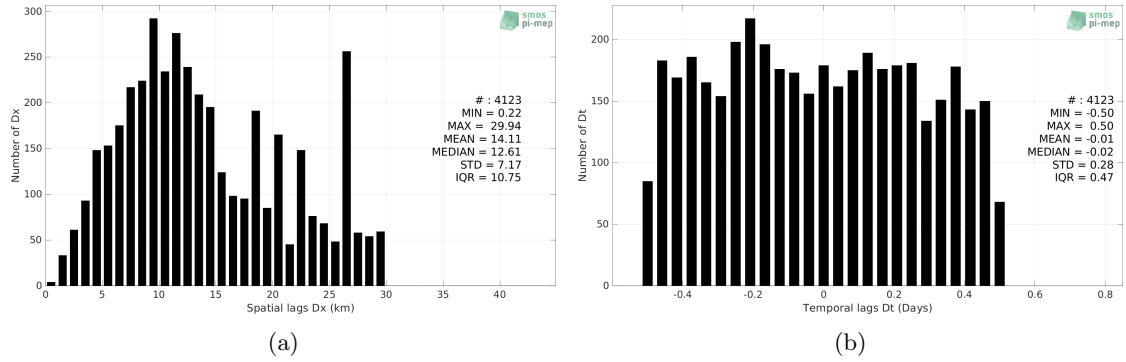 300
250
200
150
100
50
0
Number of Dx
smos
pi-mep
# : 4123
MIN = 0.22
MAX = 29.94
MEAN = 14.11
MEDIAN = 12.61
STD = 7.17
IQR = 10.75
0 5 10 15 20 25 30 35 40
Spatial lags Dx (km)
(a)
200
150
100
50
0
Number of Dt
smos
pi-mep
# : 4123
MIN = -0.50
MAX = 0.50
MEAN = -0.01
MEDIAN = -0.02
STD = 0.28
IQR = 0.47
-0.4 -0.2 0 0.2 0.4 0.6 0.8
Temporal lags Dt (Days)
(b)